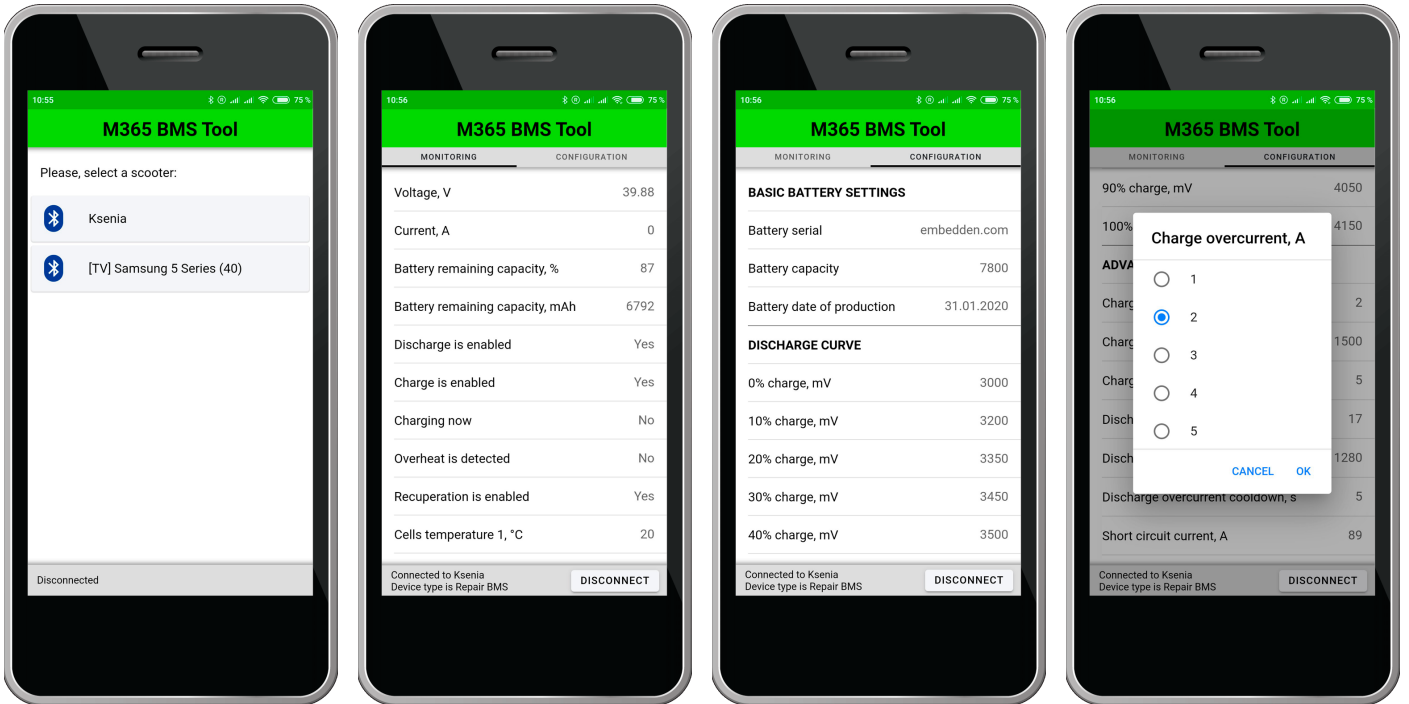 10:55
75 %
M365 BMS Tool
Please, select a scooter:
Ksenia
[TV] Samsung 5 Series (40)
Disconnected
10:56
75 %
M365 BMS Tool
MONITORING CONFIGURATION
Voltage, V 39.88
Current, A 0
Battery remaining capacity, % 87
Battery remaining capacity, mAh 6792
Discharge is enabled Yes
Charge is enabled Yes
Charging now No
Overheat is detected No
Recuperation is enabled Yes
Cells temperature 1, °C 20
Connected to Ksenia
Device type is Repair BMS
DISCONNECT
10:56
75 %
M365 BMS Tool
MONITORING CONFIGURATION
BASIC BATTERY SETTINGS
Battery serial embedden.com
Battery capacity 7800
Battery date of production 31.01.2020
DISCHARGE CURVE
0% charge, mV 3000
10% charge, mV 3200
20% charge, mV 3350
30% charge, mV 3450
40% charge, mV 3500
Connected to Ksenia
Device type is Repair BMS
DISCONNECT
10:56
75 %
M365 BMS Tool
MONITORING CONFIGURATION
90% charge, mV 4050
100% 4150
ADVA
Charg 2
Charg 1500
Charg 5
Disch 17
Disch 1280
Discharge overcurrent cooldown, s 5
Short circuit current, A 89
Charge overcurrent, A
1
2
3
4
5
CANCEL OK
Connected to Ksenia
Device type is Repair BMS
DISCONNECT